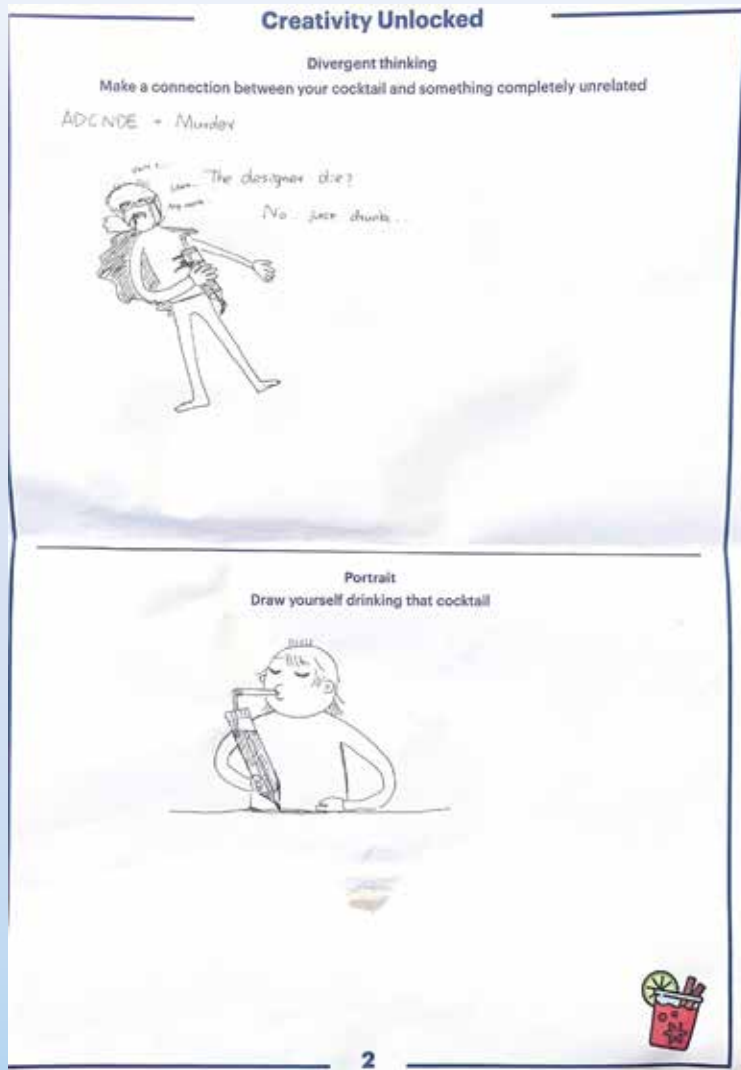 Creativity Unlocked
Divergent thinking
Make a connection between your cocktail and something completely unrelated
ADCNDE + Murder
The designer die?
No.. just drunk...
Portrait
Draw yourself drinking that cocktail
2